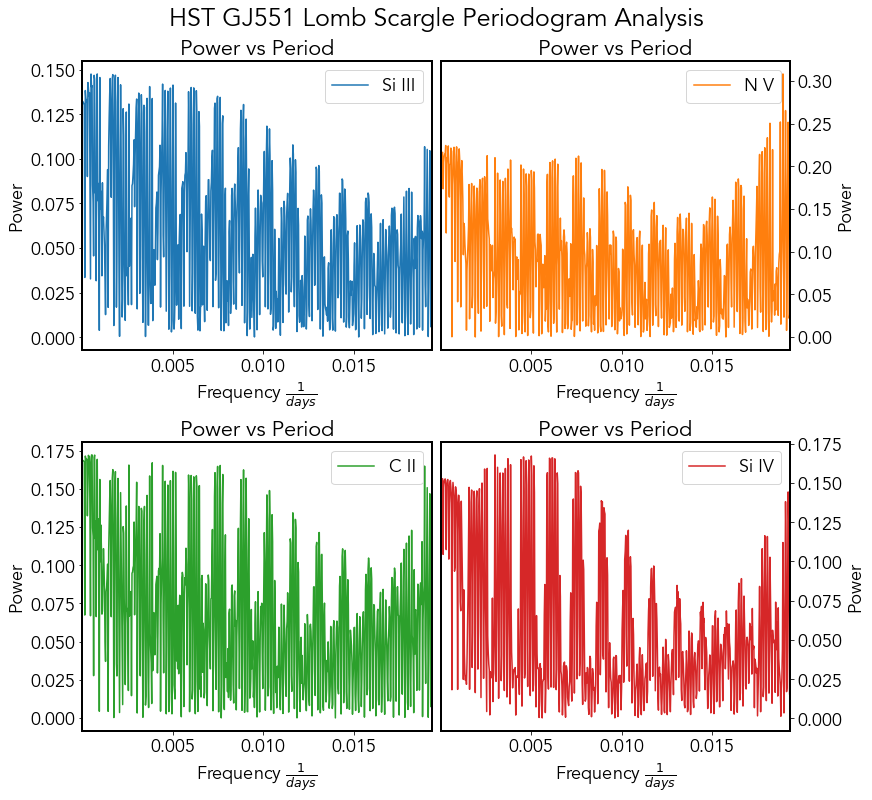 HST GJ551 Lomb Scargle Periodogram Analysis
Power vs Period
Power vs Period
0.150
0.125
0.100
0.075
0.050
0.025
0.000
Power
Si III
N V
0.30
0.25
0.20
0.15
0.10
0.05
0.00
Power
0.005 0.010 0.015
0.005 0.010 0.015
Frequency 1/days
Frequency 1/days
Power vs Period
Power vs Period
0.175
0.150
0.125
0.100
0.075
0.050
0.025
0.000
Power
C II
Si IV
0.175
0.150
0.125
0.100
0.075
0.050
0.025
0.000
Power
0.005 0.010 0.015
0.005 0.010 0.015
Frequency 1/days
Frequency 1/days